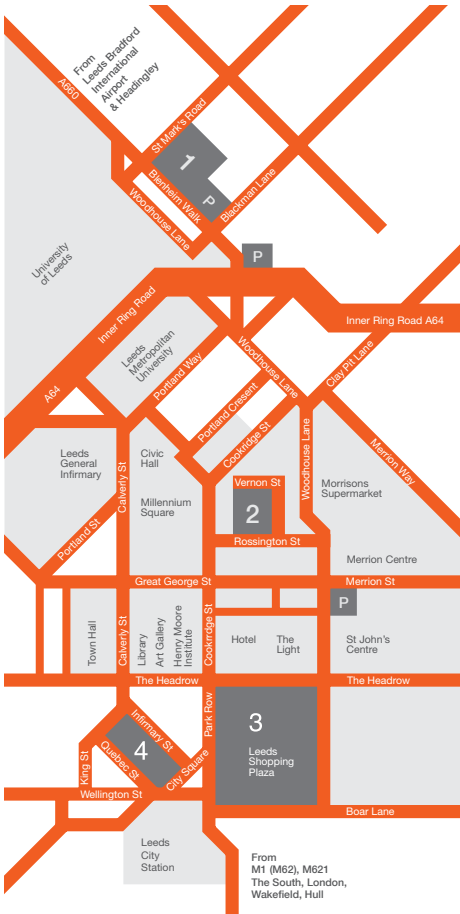 From
Leeds Bradford
International
Airport
& Headingley
A660
St Mark's Road
1
P
Blenheim Walk
Blackman Lane
Woodhouse Lane
P
University
of Leeds
Inner Ring Road
Inner Ring Road A64
Leeds
Metropolitan
University
Portland Way
Woodhouse Lane
Clay Pit Lane
A64
Portland Crescent
Cookridge St
Woodhouse Lane
Merrion Way
Leeds
General
Infirmary
Calverly St
Civic
Hall
Vernon St
Morrisons
Supermarket
Millennium
Square
2
Portland St
Rossington St
Merrion Centre
Great George St
Merrion St
P
Town Hall
Calverly St
Library
Art Gallery
Henry Moore
Institute
Cookrrdge St
Hotel
The
Light
St John's
Centre
The Headrow
The Headrow
Park Row
Infirmary St
3
4
Leeds
Shopping
Plaza
King St
Quebec St
City Square
Wellington St
Boar Lane
Leeds
City
Station
From
M1 (M62), M621
The South, London,
Wakefield, Hull